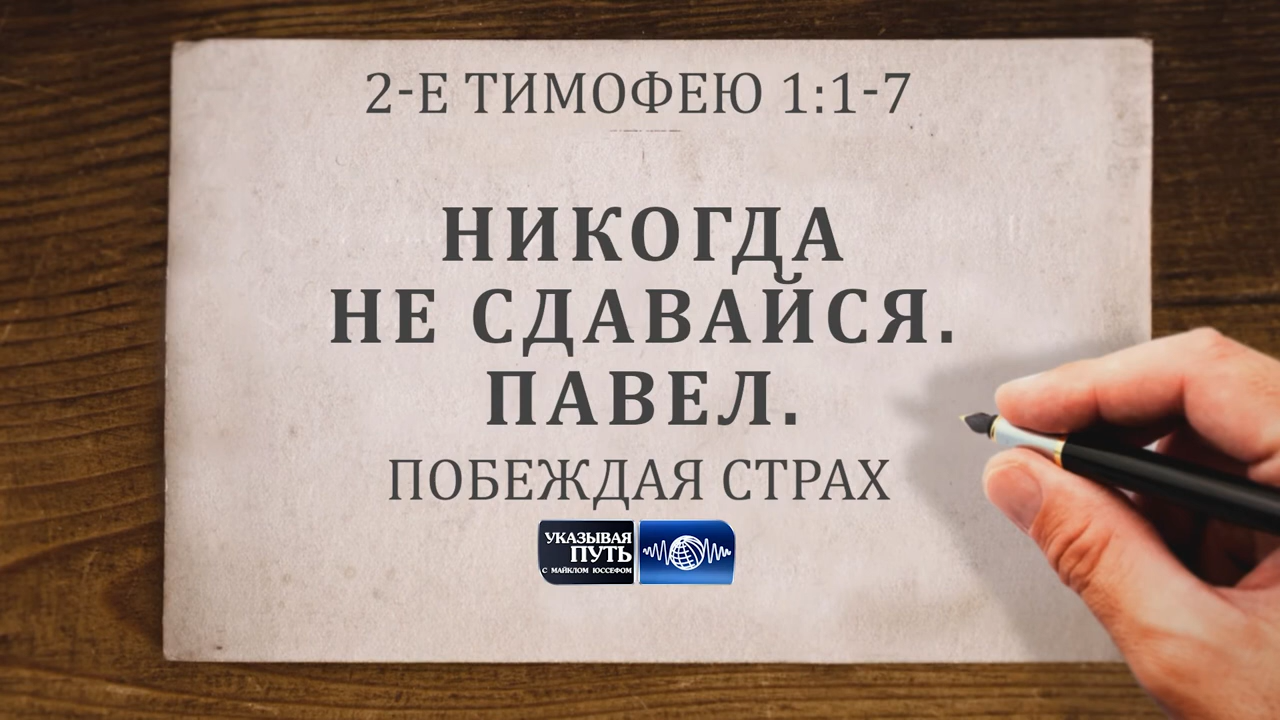 2-Е ТИМОФЕЮ 1:1-7
НИКОГДА
НЕ СДАВАЙСЯ.
ПАВЕЛ.
ПОБЕЖДАЯ СТРАХ
УКАЗЫВАЯ
ПУТЬ
С МАЙКЛОМ ЮССЕФОМ